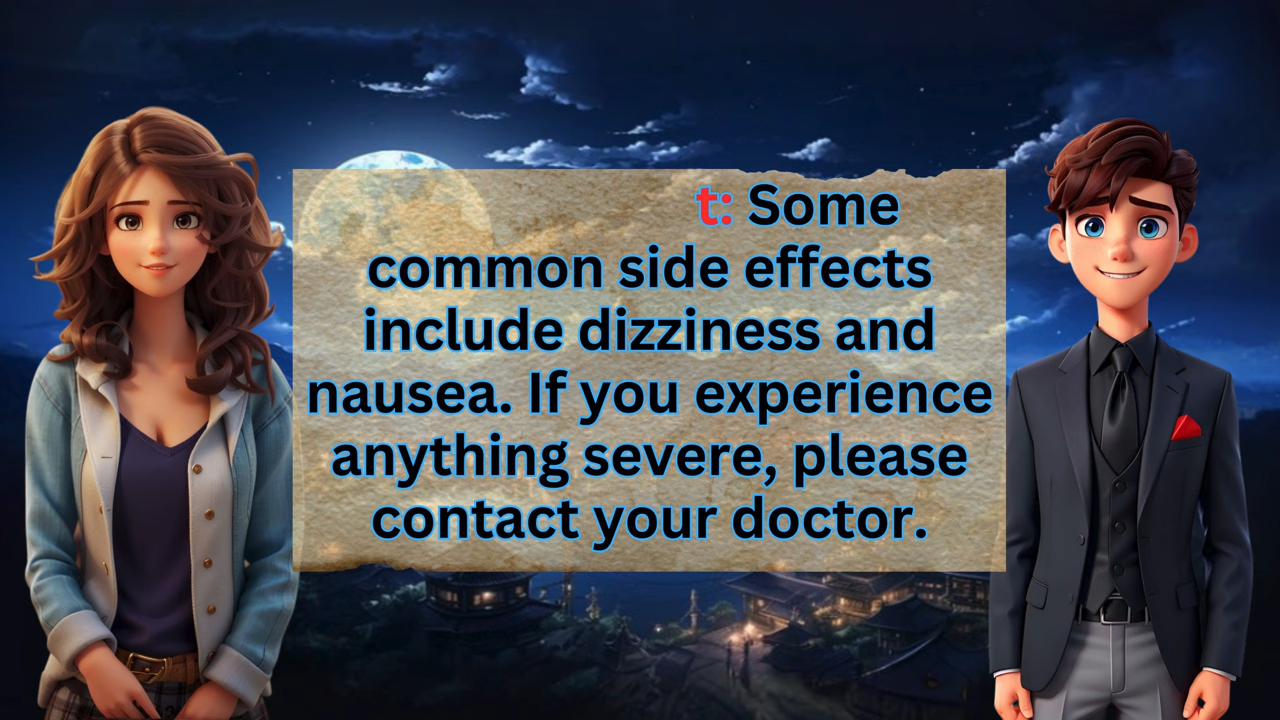 t: Some
common side effects
include dizziness and
nausea. If you experience
anything severe, please
contact your doctor.